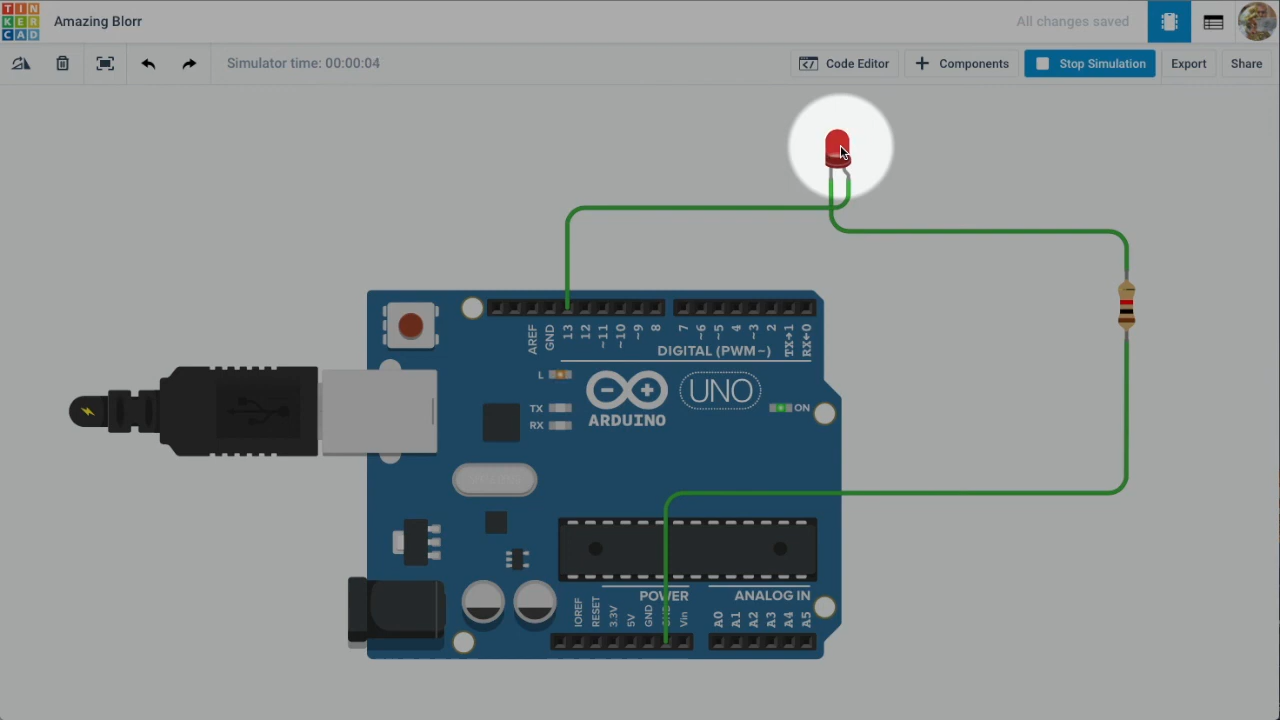 TIN
KER
CAD
Amazing Blorr
All changes saved
Simulator time: 00:00:04
Code Editor
Components
Stop Simulation
Export
Share
AREF
GND
13
12
~11
~10
~9
8
7
~6
~5
4
~3
2
TX→1
RX←0
DIGITAL (PWM~)
L
TX
RX
ARDUINO
UNO
ON
POWER
ANALOG IN
IOREF
RESET
3.3V
5V
GND
Vin
A0
A1
A2
A3
A4
A5